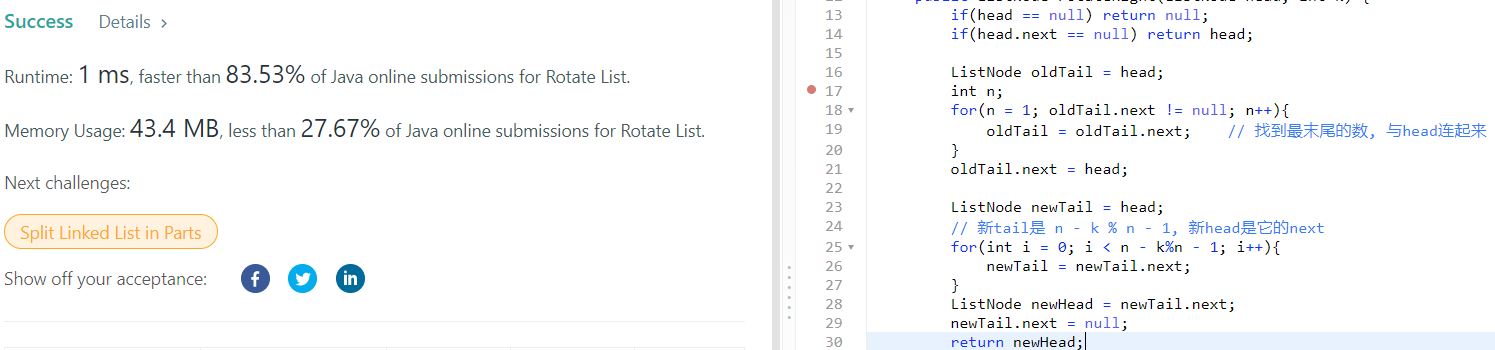 Success Details >
Runtime: 1 ms, faster than 83.53% of Java online submissions for Rotate List.
Memory Usage: 43.4 MB, less than 27.67% of Java online submissions for Rotate List.
Next challenges:
Split Linked List in Parts
Show off your acceptance:
13 if(head == null) return null;
14 if(head.next == null) return head;
15
16 ListNode oldTail = head;
17 int n;
18 for(n = 1; oldTail.next != null; n++){
19 oldTail = oldTail.next; // 找到最末尾的数, 与head连起来
20 }
21 oldTail.next = head;
22
23 ListNode newTail = head;
24 // 新tail是 n - k % n - 1, 新head是它的next
25 for(int i = 0; i < n - k%n - 1; i++){
26 newTail = newTail.next;
27 }
28 ListNode newHead = newTail.next;
29 newTail.next = null;
30 return newHead;